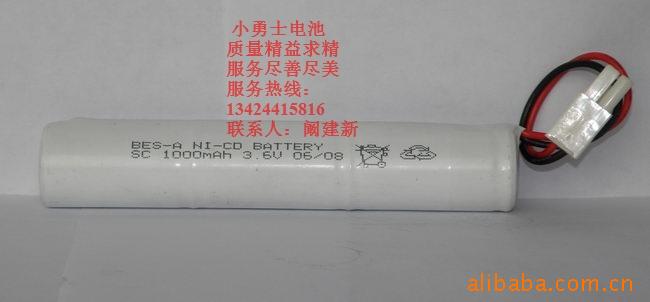 小勇士电池
质量精益求精
服务尽善尽美
服务热线：
13424415816
联系人：阚建新
BES-A NI-CD BATTERY
SC 1000mAh 3.6V 06/08
alibaba.com.cn